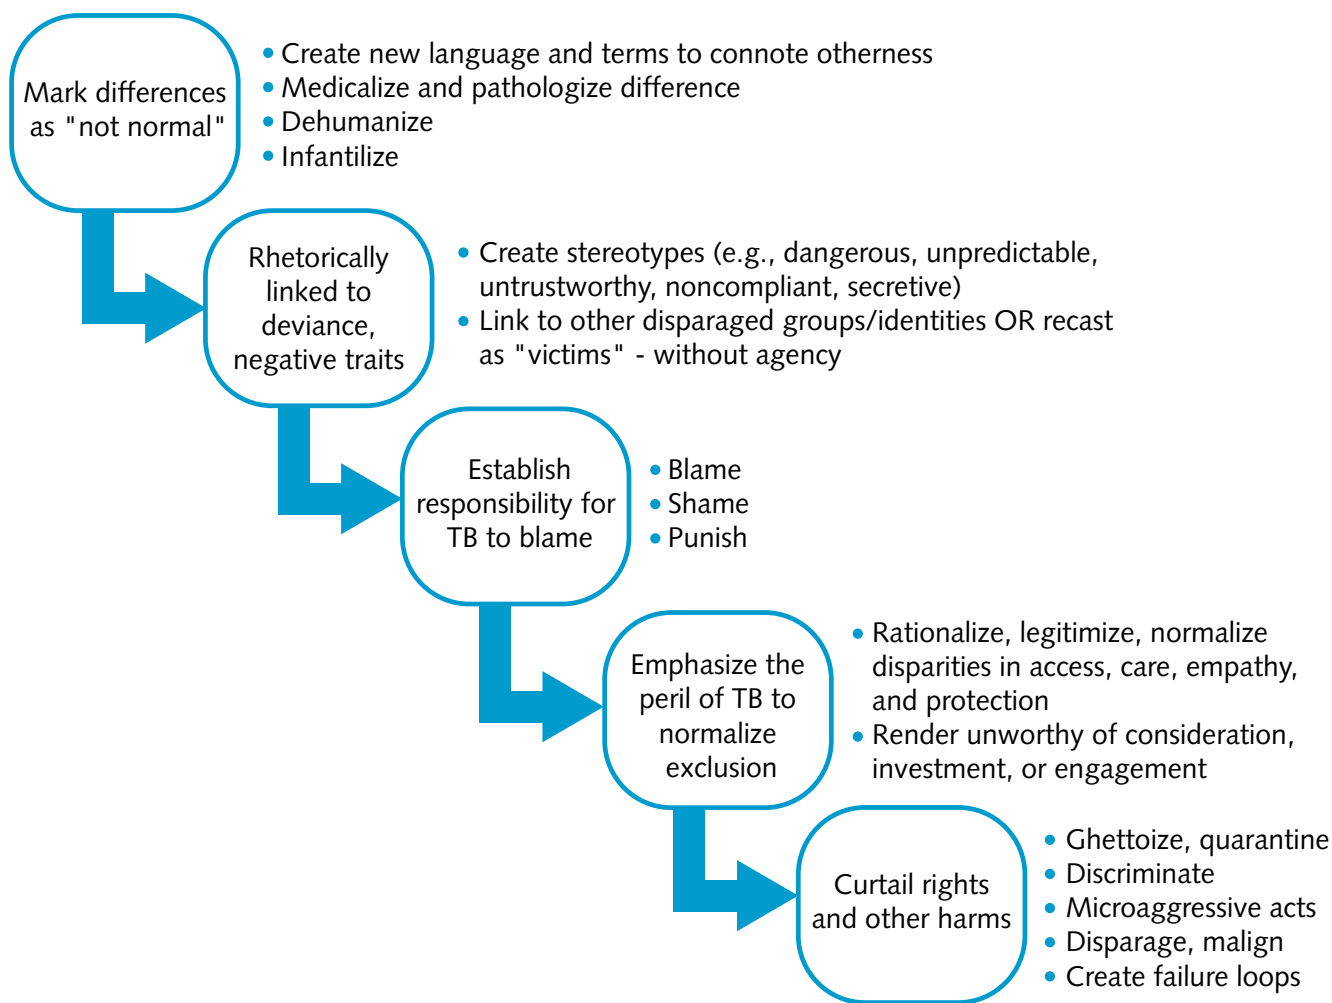 Mark differences
as "not normal"
• Create new language and terms to connote otherness
• Medicalize and pathologize difference
• Dehumanize
• Infantilize
Rhetorically
linked to
deviance,
negative traits
• Create stereotypes (e.g., dangerous, unpredictable,
untrustworthy, noncompliant, secretive)
• Link to other disparaged groups/identities OR recast
as "victims" - without agency
Establish
responsibility for
TB to blame
• Blame
• Shame
• Punish
Emphasize the
peril of TB to
normalize
exclusion
• Rationalize, legitimize, normalize
disparities in access, care, empathy,
and protection
• Render unworthy of consideration,
investment, or engagement
Curtail rights
and other harms
• Ghettoize, quarantine
• Discriminate
• Microaggressive acts
• Disparage, malign
• Create failure loops